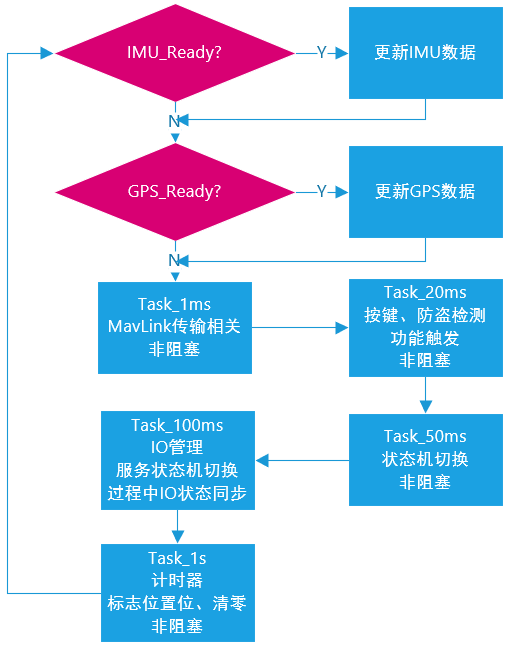 IMU_Ready?
Y
更新IMU数据
N
GPS_Ready?
Y
更新GPS数据
N
Task_1ms
MavLink传输相关
非阻塞
Task_20ms
按键、防盗检测
功能触发
非阻塞
Task_50ms
状态机切换
非阻塞
Task_100ms
IO管理
服务状态机切换
过程中IO状态同步
Task_1s
计时器
标志位置位、清零
非阻塞